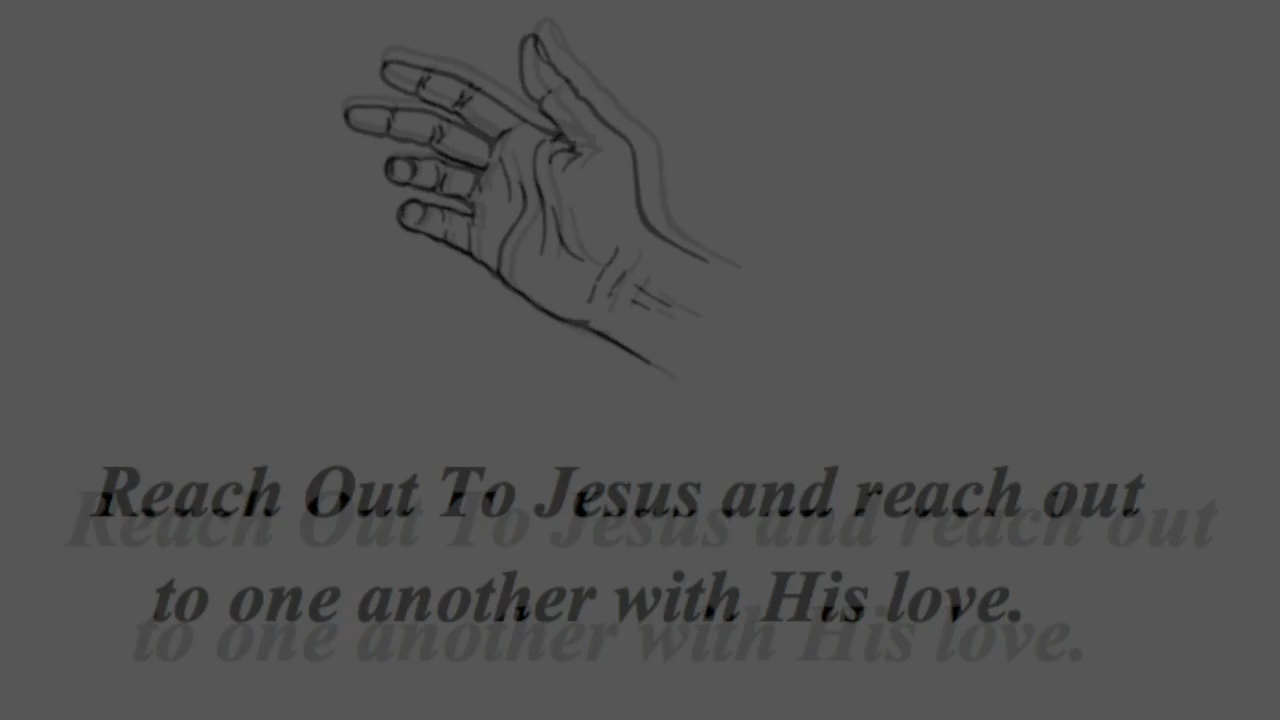 Reach Out To Jesus and reach out
to one another with His love.